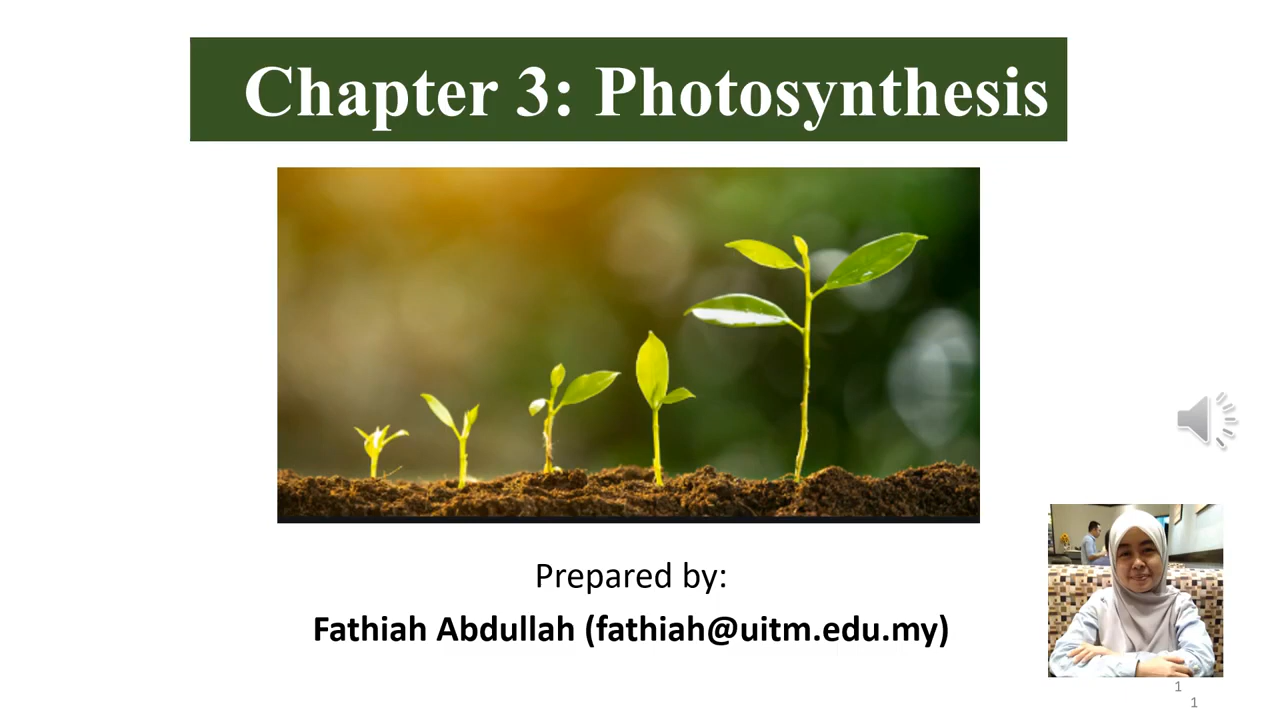 Chapter 3: Photosynthesis
Prepared by:
Fathiah Abdullah (fathiah@uitm.edu.my)
1
1